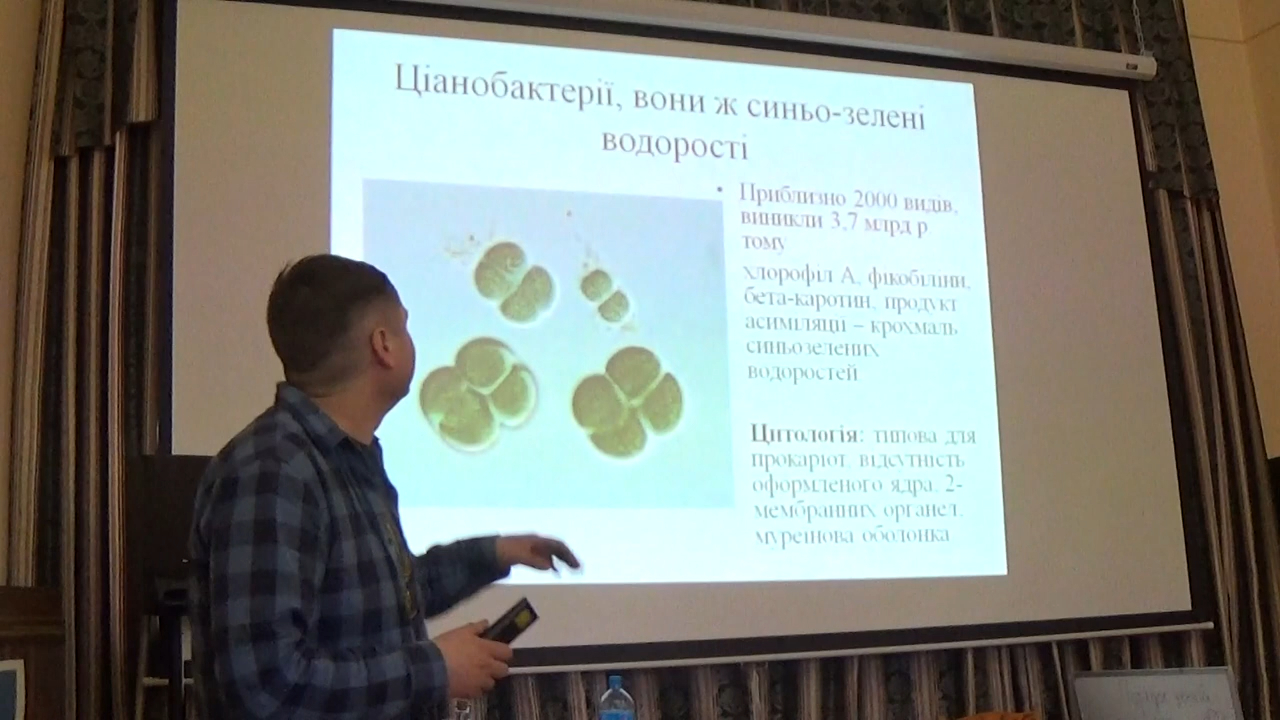 Ціанобактерії, вони ж синьо-зелені
водорості
• Приблизно 2000 видів,
виникли 3,7 млрд р
тому
хлорофіл А, фікобіліни,
бета-каротин, продукт
асиміляції – крохмаль
синьозелених
водоростей
Цитологія: типова для
прокаріот, відсутність
оформленого ядра, 2-
мембранних органел,
муреїнова оболонка